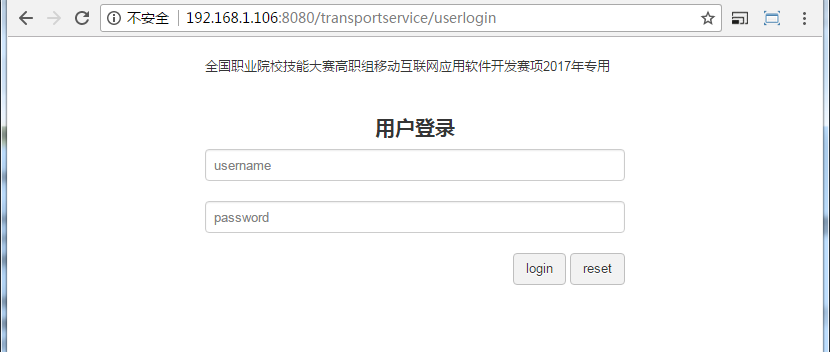 不安全 192.168.1.106:8080/transportservice/userlogin
全国职业院校技能大赛高职组移动互联网应用软件开发赛项2017年专用
用户登录
username
password
login reset